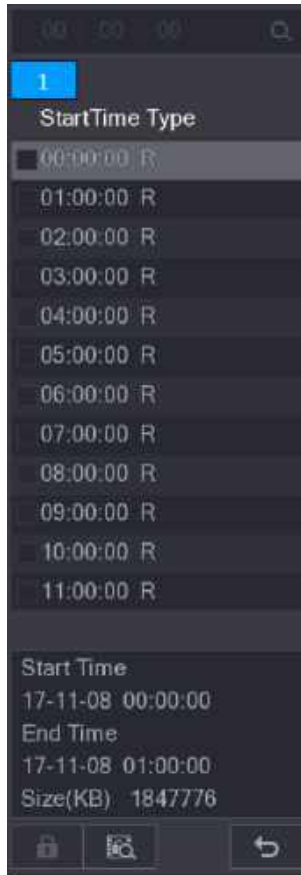 00 00 00
1
StartTime Type
00:00:00 R
01:00:00 R
02:00:00 R
03:00:00 R
04:00:00 R
05:00:00 R
06:00:00 R
07:00:00 R
08:00:00 R
09:00:00 R
10:00:00 R
11:00:00 R
Start Time
17-11-08 00:00:00
End Time
17-11-08 01:00:00
Size(KB) 1847776